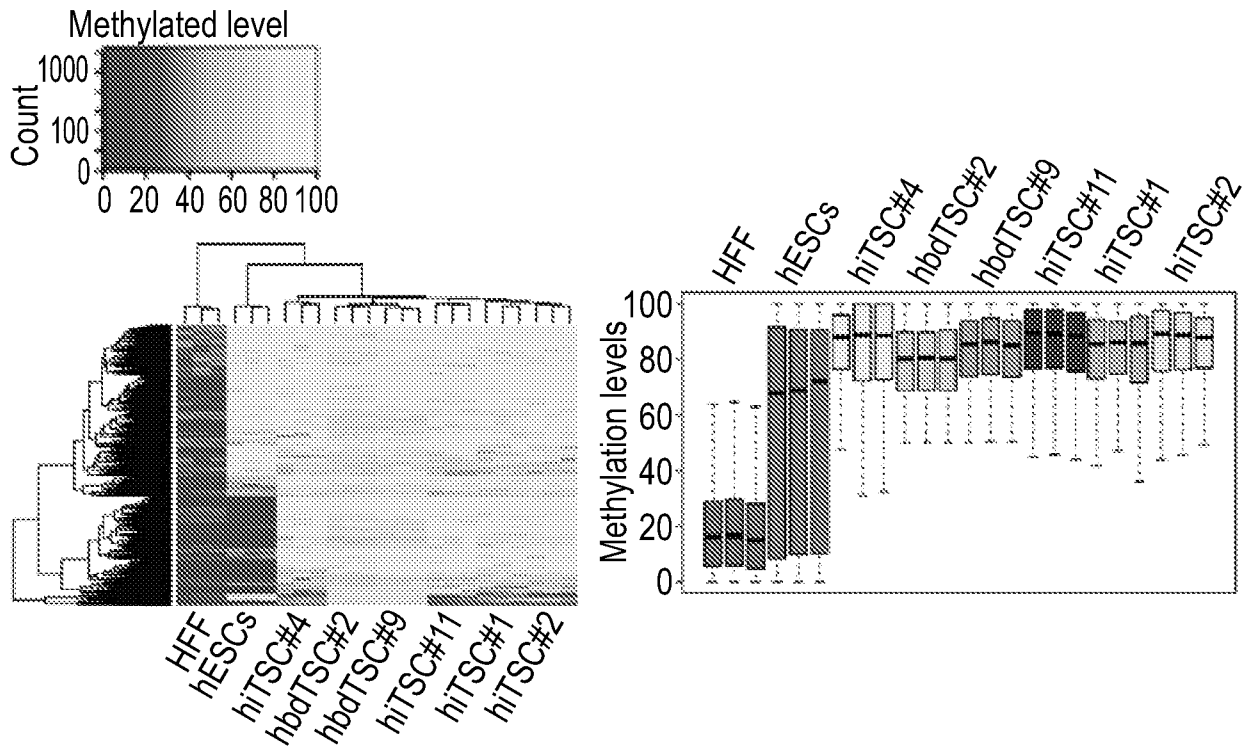 Methylated level
Count
1000
100
0
0 20 40 60 80 100
HFF
hESCs
hiTSC#4
hbdTSC#2
hbdTSC#9
hiTSC#11
hiTSC#1
hiTSC#2
HFF
hESCs
hiTSC#4
hbdTSC#2
hbdTSC#9
hiTSC#11
hiTSC#1
hiTSC#2
Methylation levels
100
80
60
40
20
0